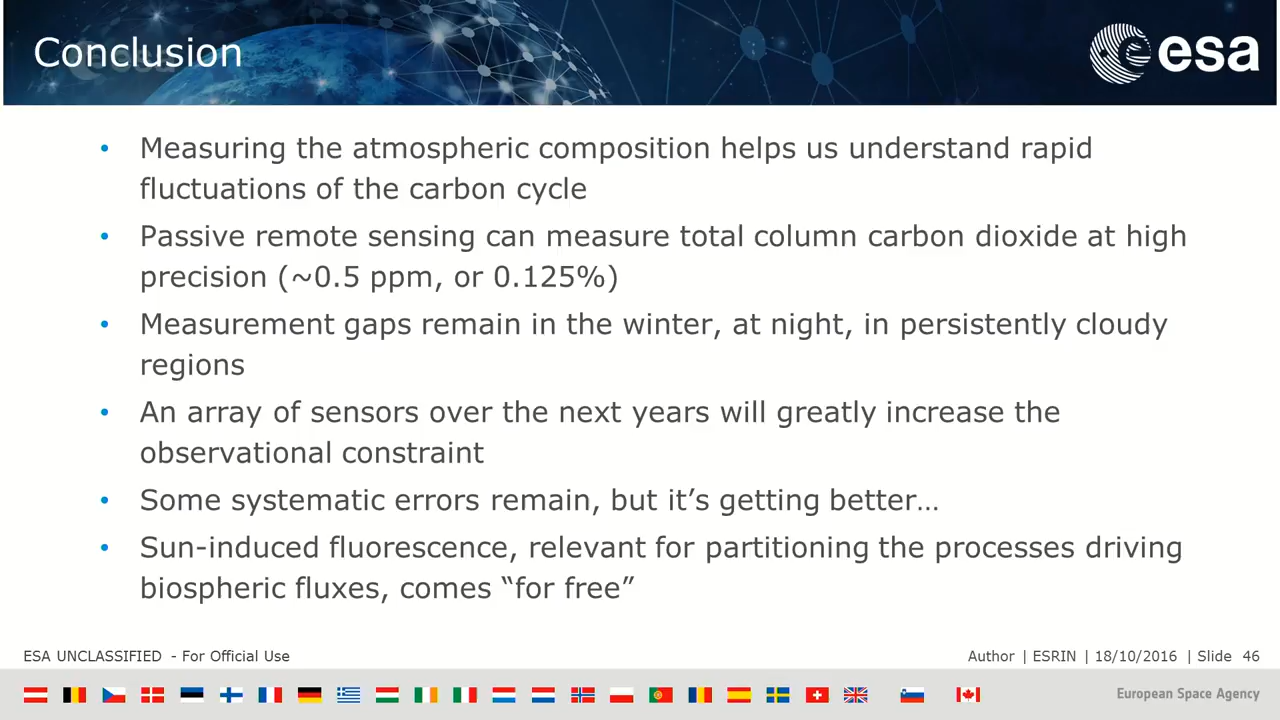 Conclusion
esa
• Measuring the atmospheric composition helps us understand rapid
fluctuations of the carbon cycle
• Passive remote sensing can measure total column carbon dioxide at high
precision (~0.5 ppm, or 0.125%)
• Measurement gaps remain in the winter, at night, in persistently cloudy
regions
• An array of sensors over the next years will greatly increase the
observational constraint
• Some systematic errors remain, but it’s getting better…
• Sun-induced fluorescence, relevant for partitioning the processes driving
biospheric fluxes, comes “for free”
ESA UNCLASSIFIED - For Official Use
Author | ESRIN | 18/10/2016 | Slide 46
European Space Agency